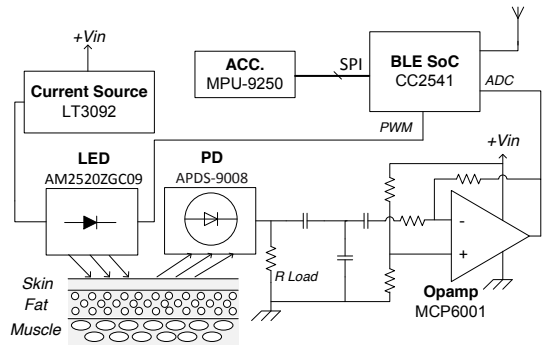 +Vin
Current Source
LT3092
ACC.
MPU-9250
SPI
BLE SoC
CC2541
ADC
PWM
LED
AM2520ZGC09
PD
APDS-9008
+Vin
-
+
R Load
Opamp
MCP6001
Skin
Fat
Muscle